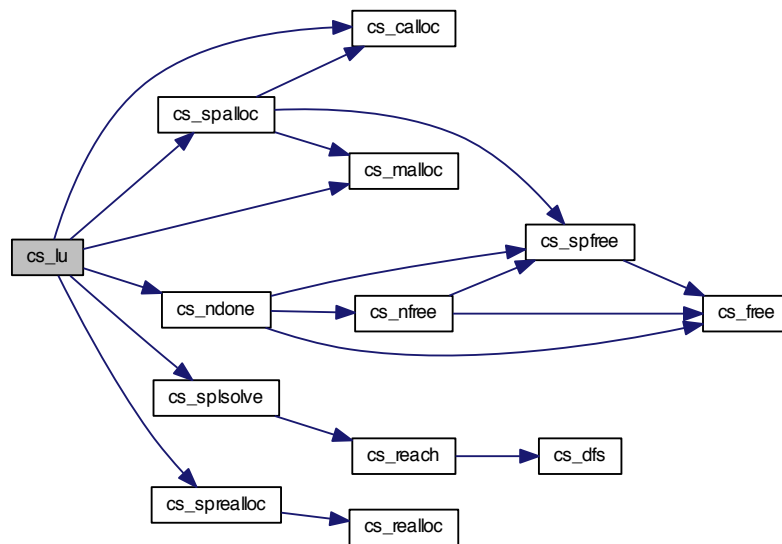 cs_calloc
cs_spalloc
cs_malloc
cs_spfree
cs_lu
cs_ndone
cs_nfree
cs_free
cs_splsolve
cs_reach
cs_dfs
cs_sprealloc
cs_realloc